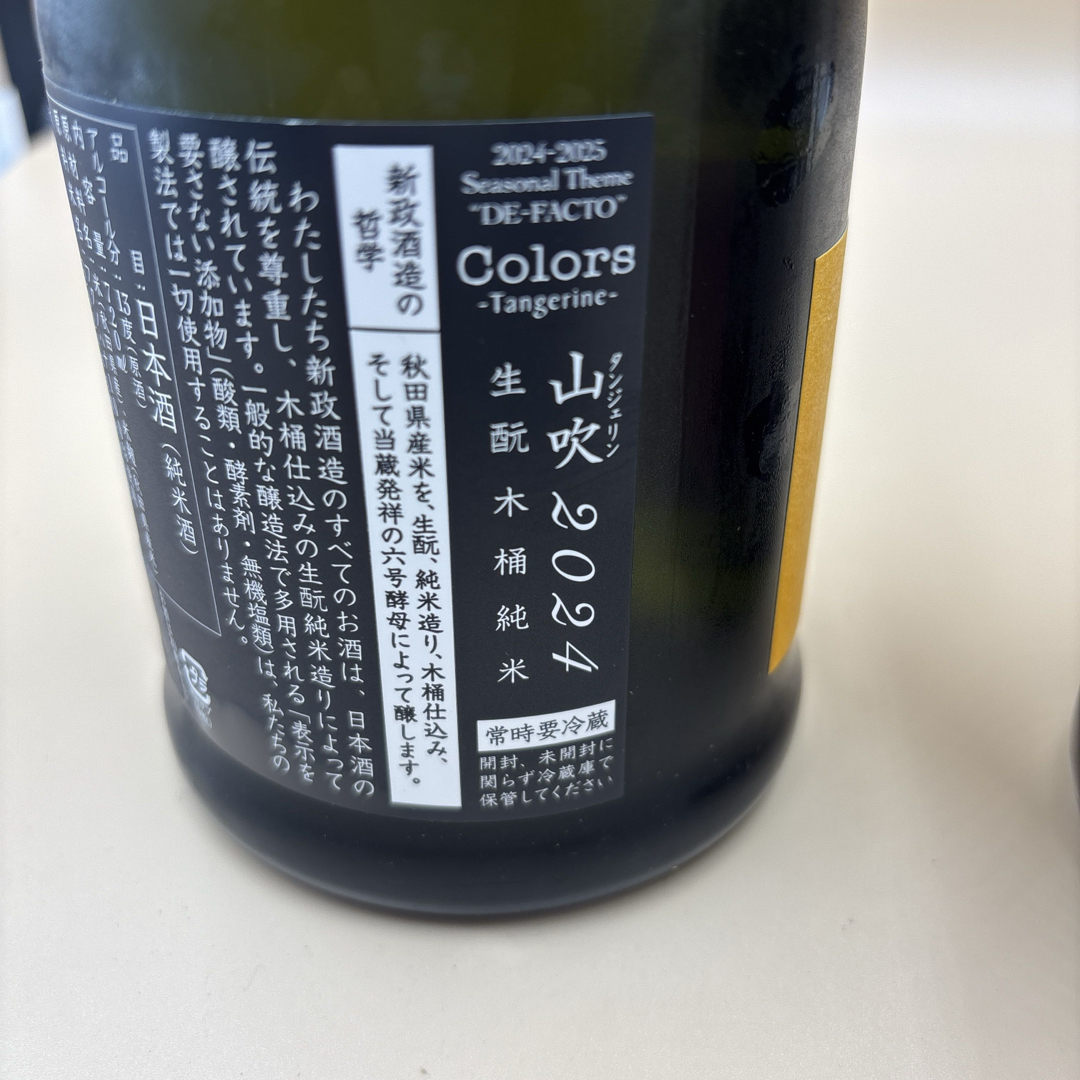 2024-2025
Seasonal Theme
"DE-FACTO"
Colors
-Tangerine-
タンジェリン
山吹 2024
生酛木桶純米
常時要冷蔵
開封、未開封に
関らず冷蔵庫で
保管してください
新政酒造の
哲学
秋田県産米を、生酛、純米造り、木桶仕込み、
そして当蔵発祥の六号酵母によって醸します。
わたしたち新政酒造のすべてのお酒は、日本酒の
伝統を尊重し、木桶仕込みの生酛純米造りによって
醸されています。一般的な醸造法で多用される「表示を
要さない添加物」(酸類・酵素剤・無機塩類)は、私たちの
製法では一切使用することはありません。
品目:日本酒(純米酒)
アルコール分:13度(原酒)
内容量:720ml